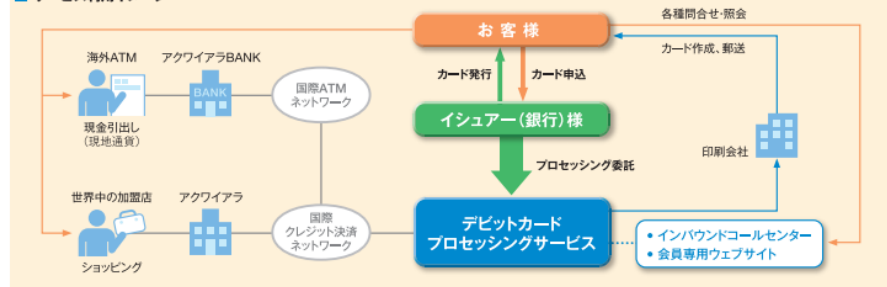 お客様
各種問合せ・照会
カード作成、郵送
海外ATM
アクワイアラBANK
BANK
国際ATM
ネットワーク
カード発行
カード申込
現金引出し
(現地通貨)
イシュアー(銀行)様
印刷会社
プロセッシング委託
世界中の加盟店
アクワイアラ
国際
クレジット決済
ネットワーク
デビットカード
プロセッシングサービス
• インバウンドコールセンター
• 会員専用ウェブサイト
ショッピング